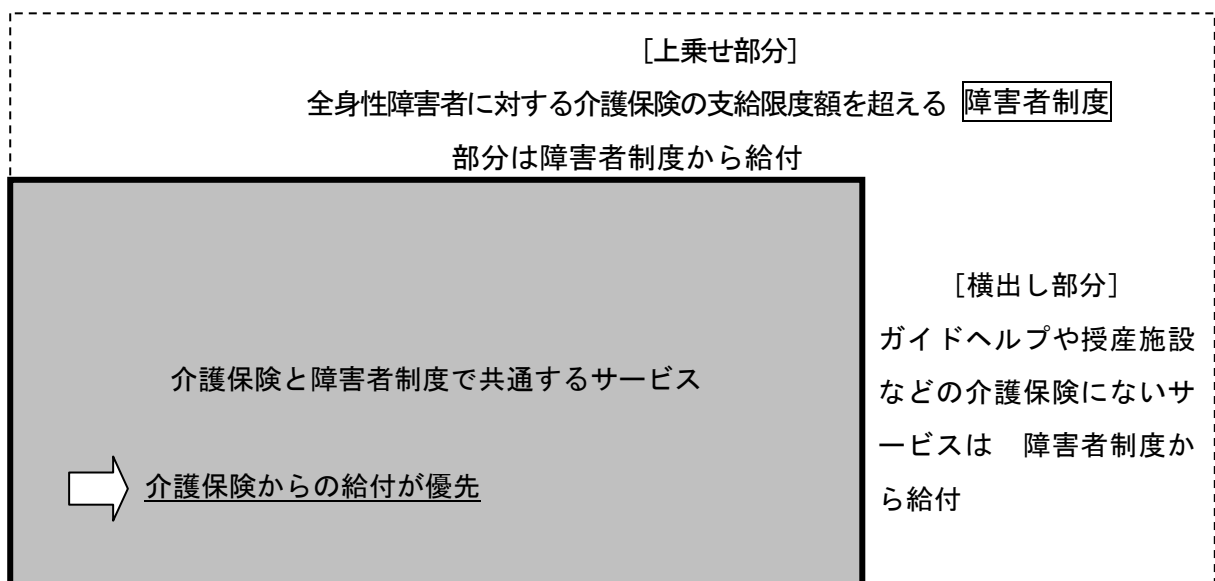 [上乗せ部分]
全身性障害者に対する介護保険の支給限度額を超える 障害者制度
部分は障害者制度から給付
[横出し部分]
ガイドヘルプや授産施設
などの介護保険にないサ
ービスは　障害者制度か
ら給付
介護保険と障害者制度で共通するサービス
介護保険からの給付が優先